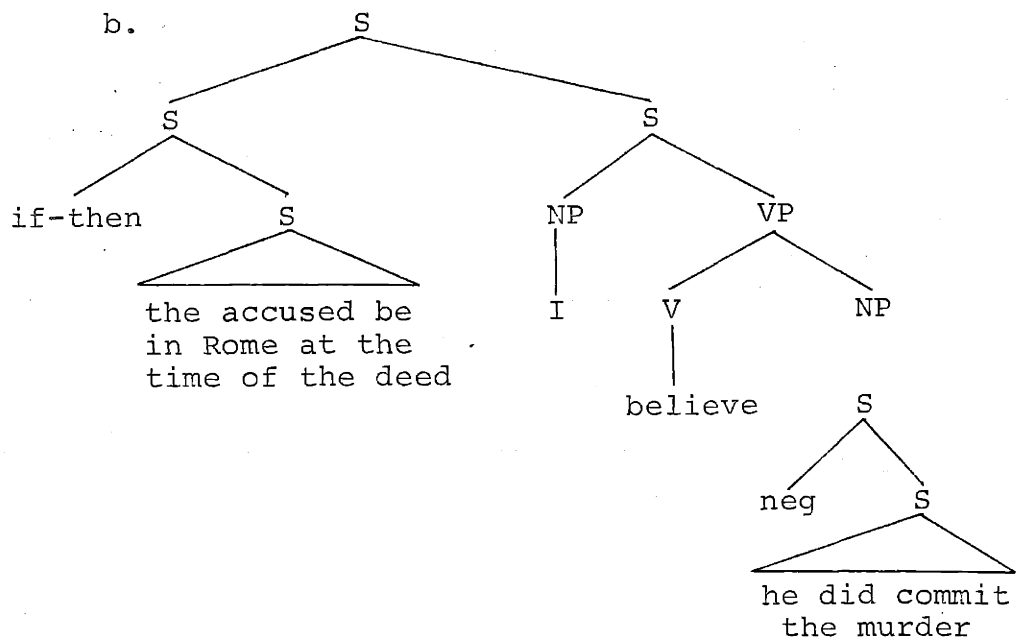 b.
S
S S
if-then S NP VP
the accused be
in Rome at the
time of the deed
I V NP
believe S
neg S
he did commit
the murder